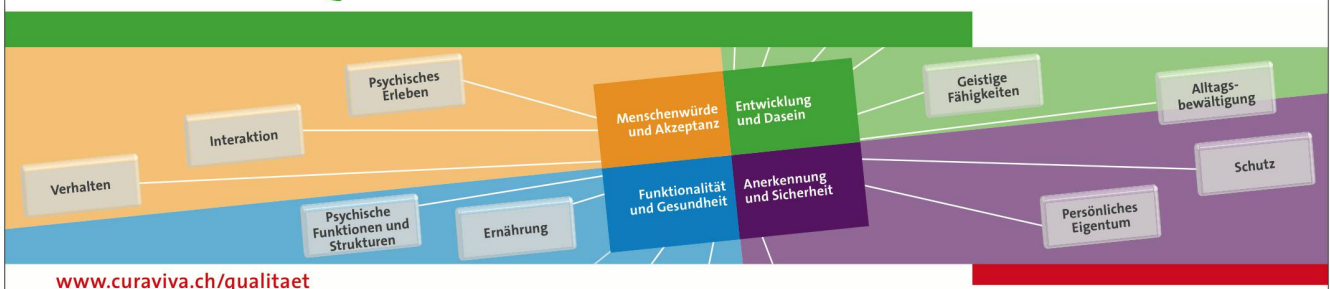 Psychisches
Erleben
Interaktion
Verhalten
Psychische
Funktionen und
Strukturen
Ernährung
Menschenwürde
und Akzeptanz
Entwicklung
und Dasein
Funktionalität
und Gesundheit
Anerkennung
und Sicherheit
Geistige
Fähigkeiten
Alltags-
bewältigung
Schutz
Persönliches
Eigentum
www.curaviva.ch/qualitaet